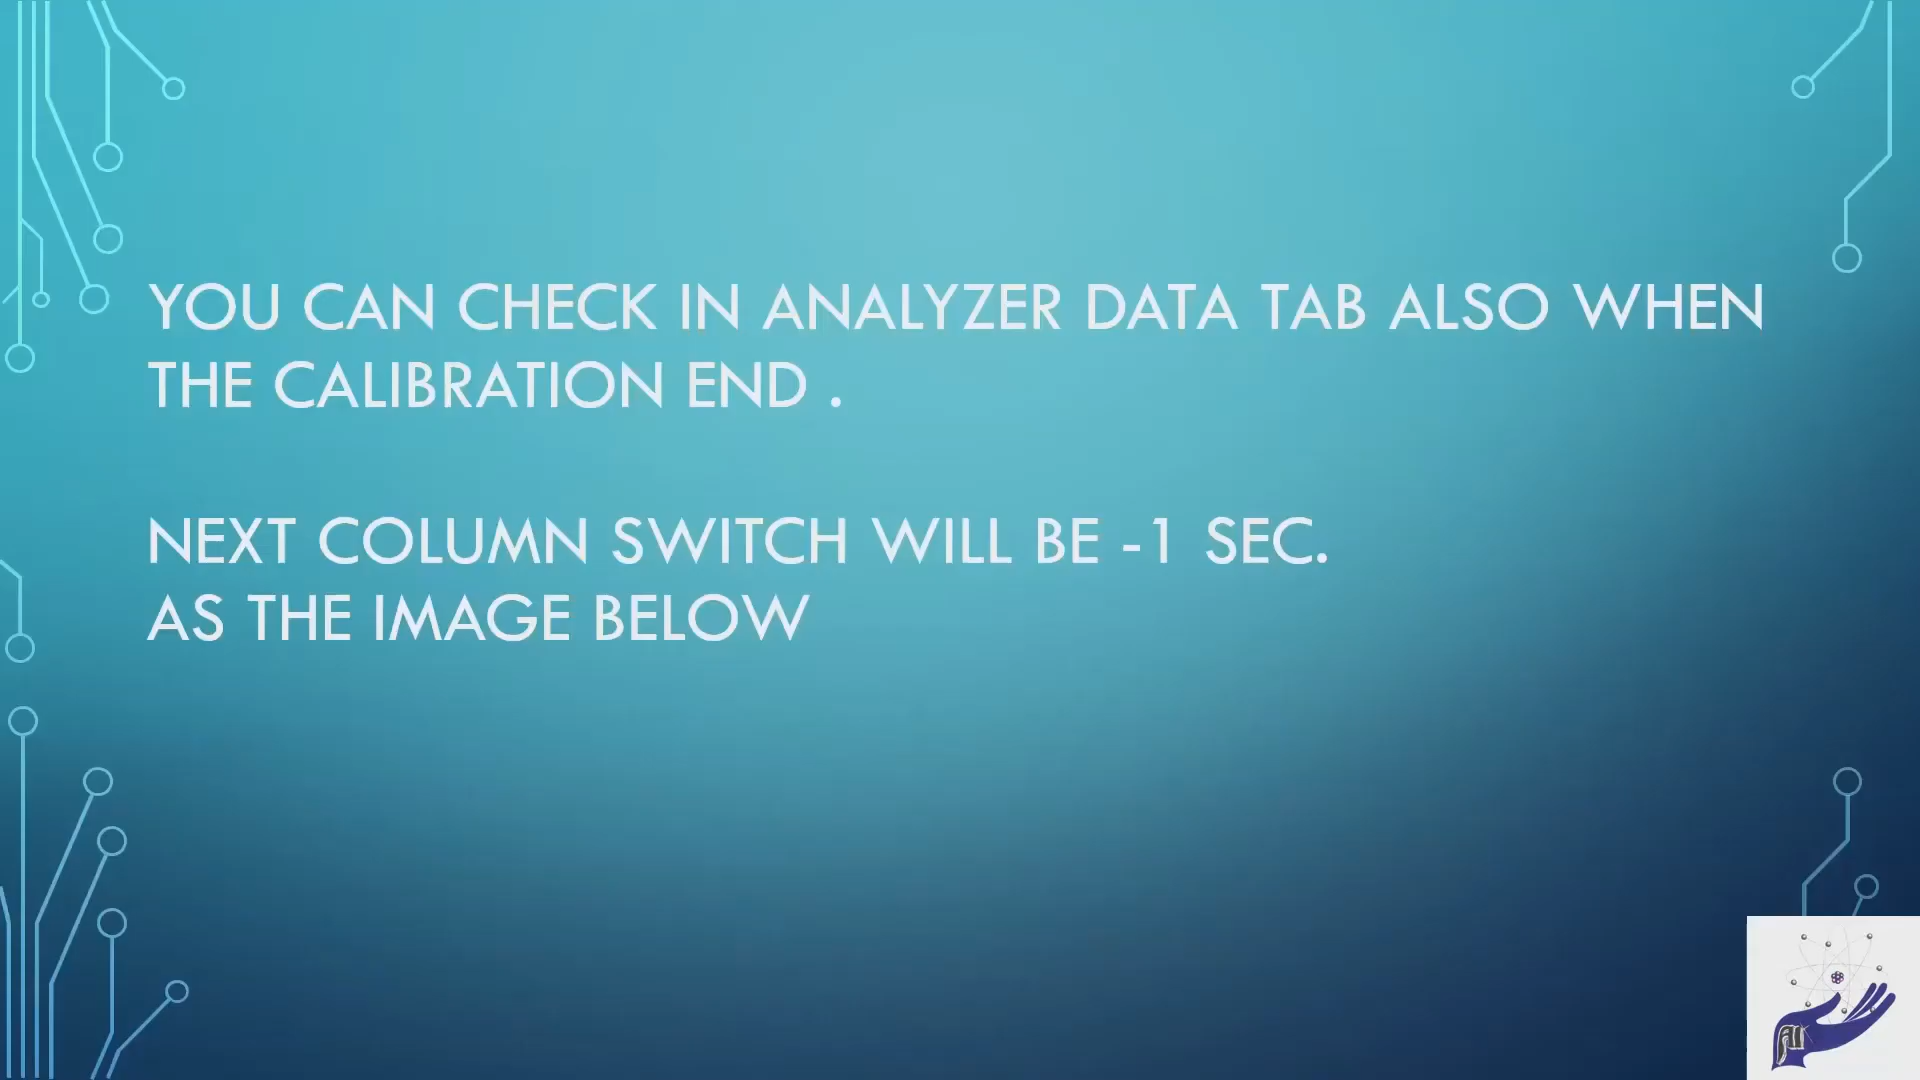 YOU CAN CHECK IN ANALYZER DATA TAB ALSO WHEN
THE CALIBRATION END .
NEXT COLUMN SWITCH WILL BE -1 SEC.
AS THE IMAGE BELOW